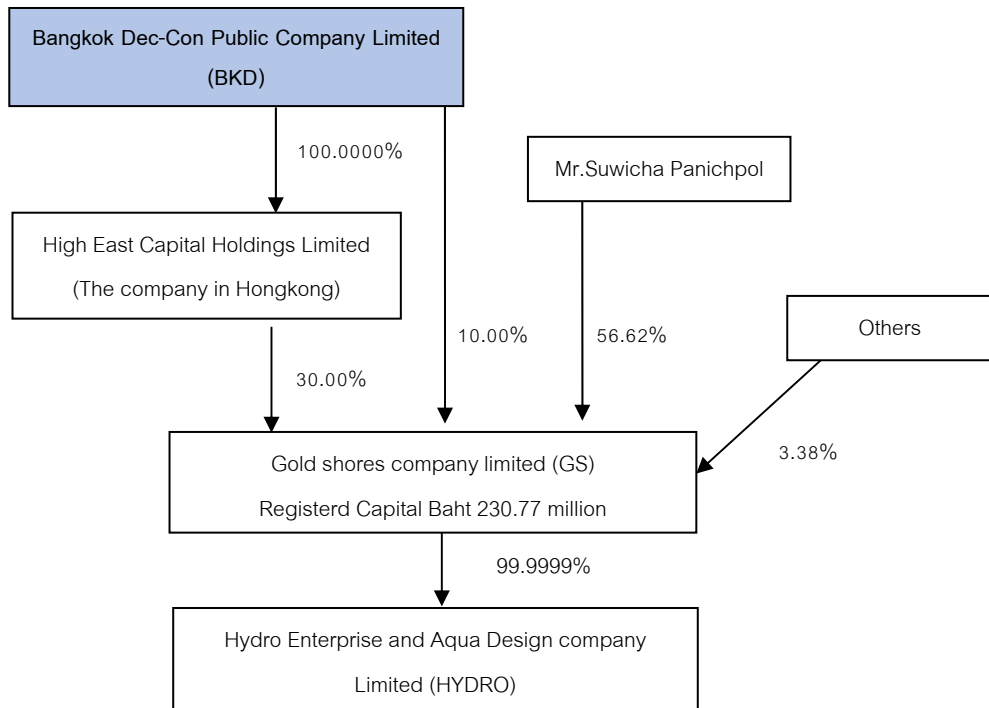 Bangkok Dec-Con Public Company Limited
(BKD)
100.0000%
Mr.Suwicha Panichpol
High East Capital Holdings Limited
(The company in Hongkong)
Others
10.00%
56.62%
30.00%
3.38%
Gold shores company limited (GS)
Registerd Capital Baht 230.77 million
99.9999%
Hydro Enterprise and Aqua Design company
Limited (HYDRO)